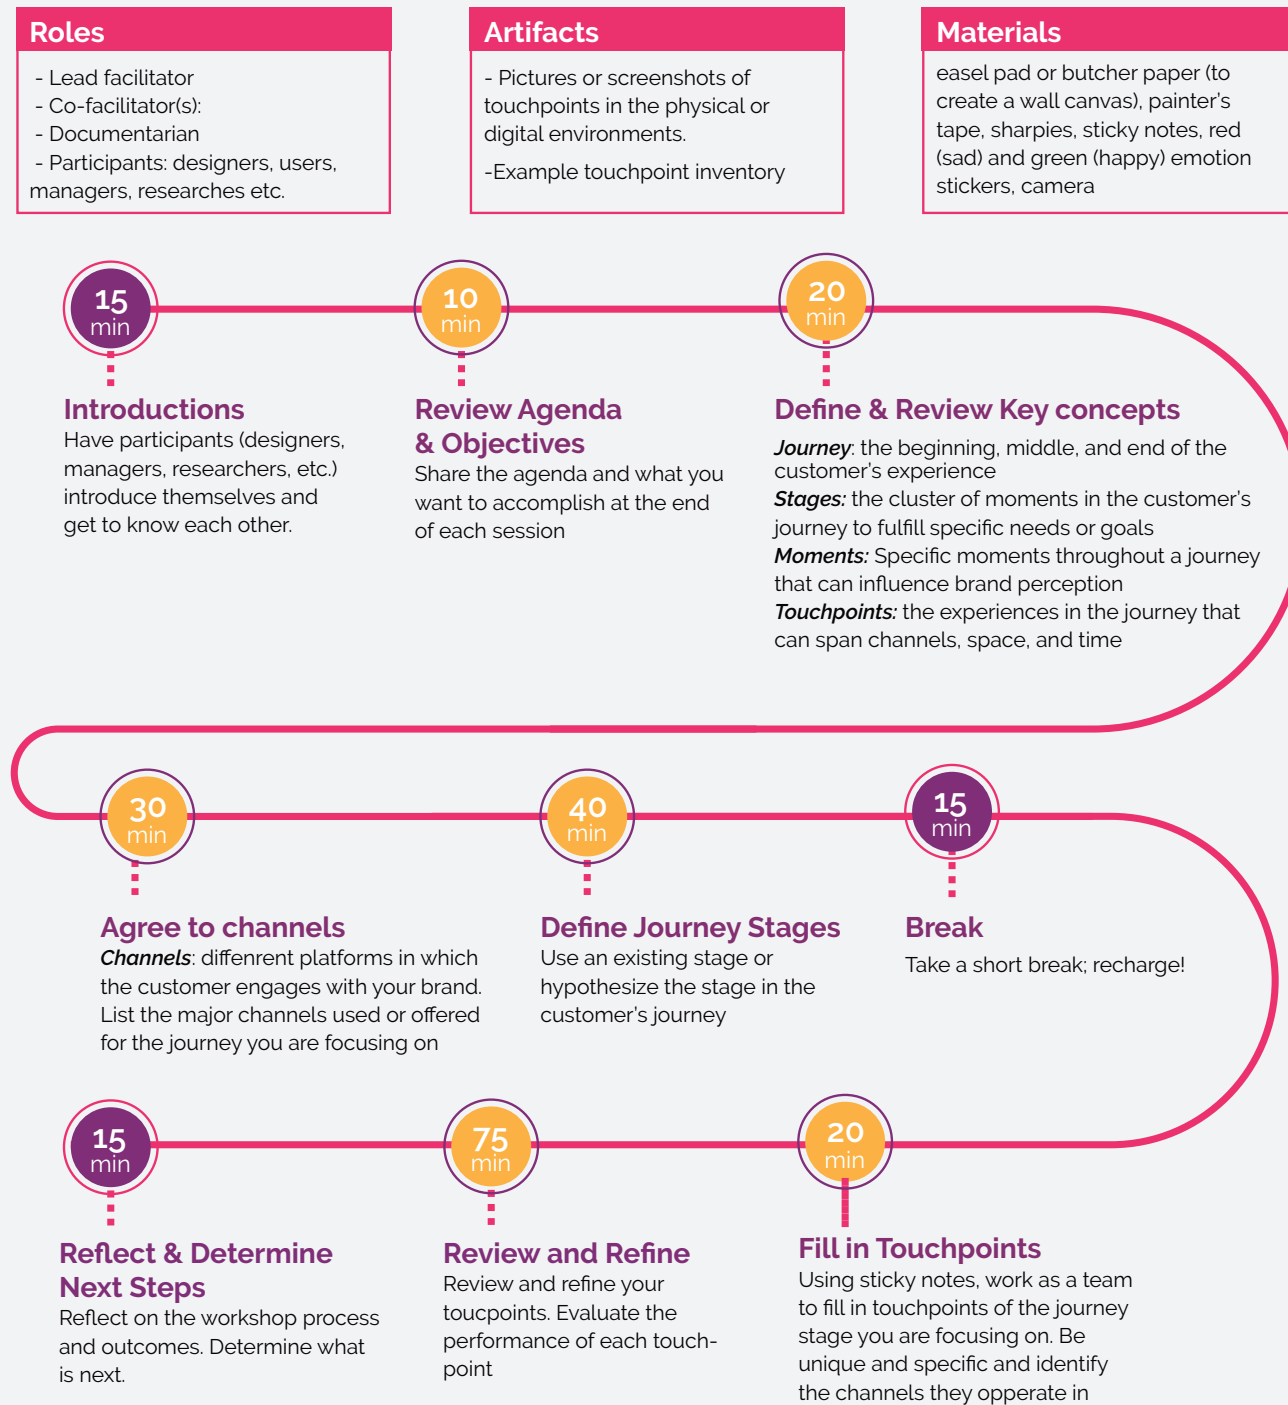 Roles
- Lead facilitator
- Co-facilitator(s):
- Documentarian
- Participants: designers, users,
managers, researches etc.
Artifacts
- Pictures or screenshots of
touchpoints in the physical or
digital environments.
-Example touchpoint inventory
Materials
easel pad or butcher paper (to
create a wall canvas), painter's
tape, sharpies, sticky notes, red
(sad) and green (happy) emotion
stickers, camera
15
min
Introductions
Have participants (designers,
managers, researchers, etc.)
introduce themselves and
get to know each other.
10
min
Review Agenda
& Objectives
Share the agenda and what you
want to accomplish at the end
of each session
20
min
Define & Review Key concepts
Journey: the beginning, middle, and end of the
customer's experience
Stages: the cluster of moments in the customer's
journey to fulfill specific needs or goals
Moments: Specific moments throughout a journey
that can influence brand perception
Touchpoints: the experiences in the journey that
can span channels, space, and time
30
min
Agree to channels
Channels: diffenrent platforms in which
the customer engages with your brand.
List the major channels used or offered
for the journey you are focusing on
40
min
Define Journey Stages
Use an existing stage or
hypothesize the stage in the
customer's journey
15
min
Break
Take a short break; recharge!
15
min
Reflect & Determine
Next Steps
Reflect on the workshop process
and outcomes. Determine what
is next.
75
min
Review and Refine
Review and refine your
toucpoints. Evaluate the
performance of each touch-
point
20
min
Fill in Touchpoints
Using sticky notes, work as a team
to fill in touchpoints of the journey
stage you are focusing on. Be
unique and specific and identify
the channels they opperate in